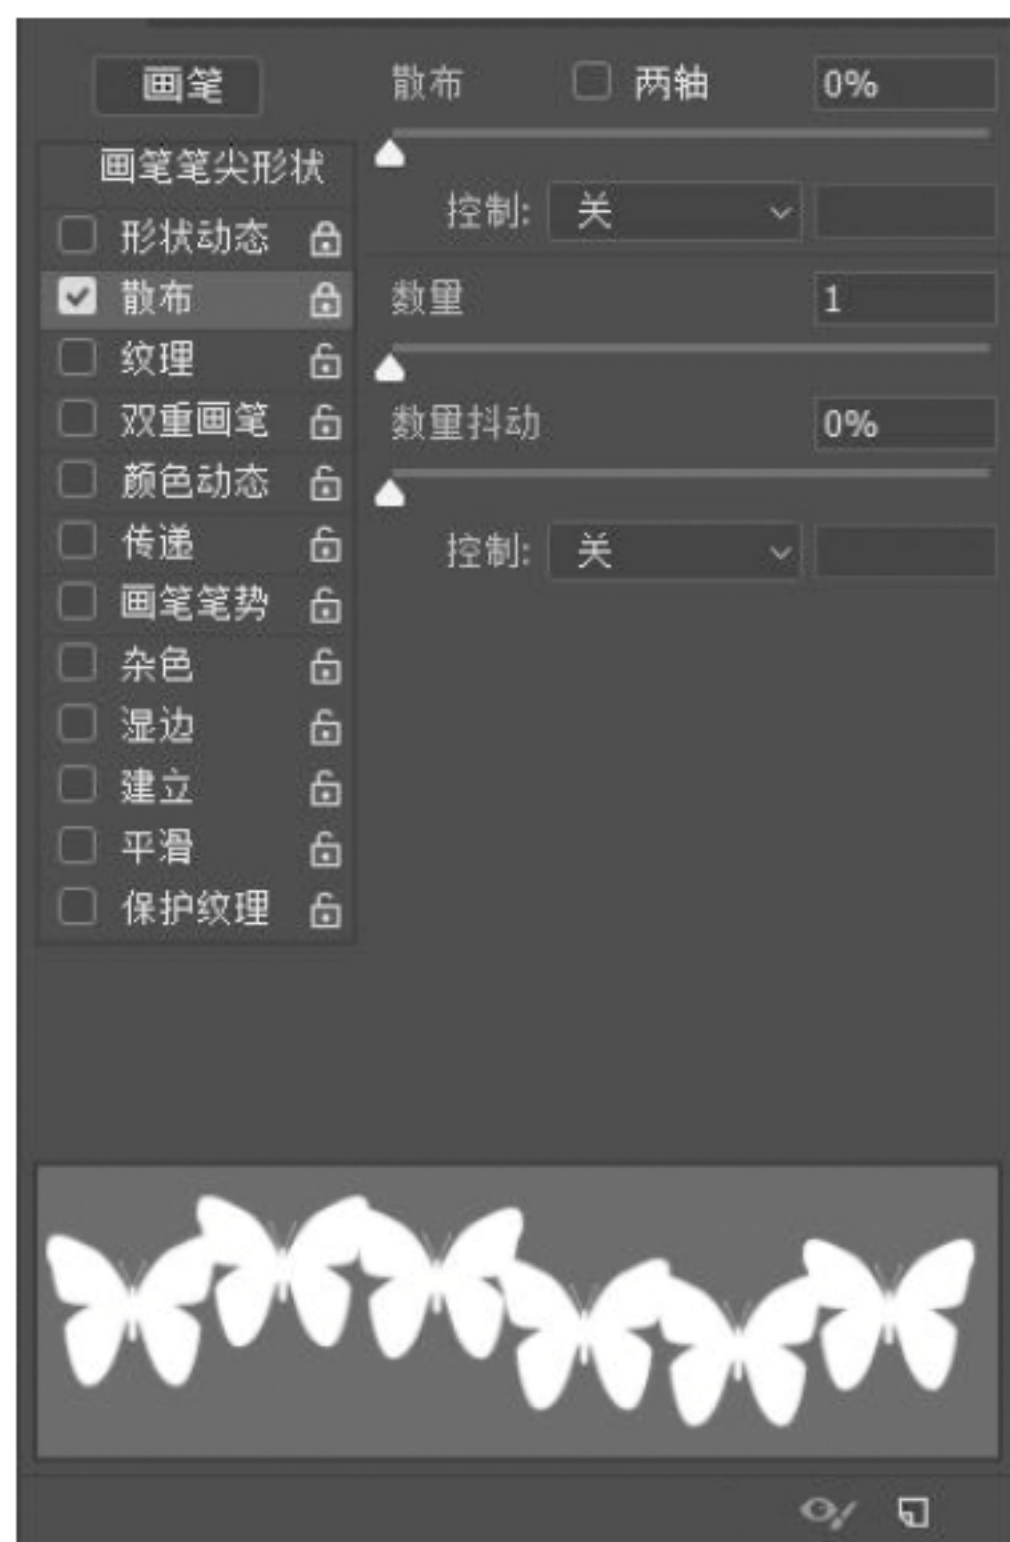 画笔
画笔笔尖形状
形状动态
散布
纹理
双重画笔
颜色动态
传递
画笔笔势
杂色
湿边
建立
平滑
保护纹理
散布 两轴 0%
控制: 关
数量 1
数量抖动 0%
控制: 关